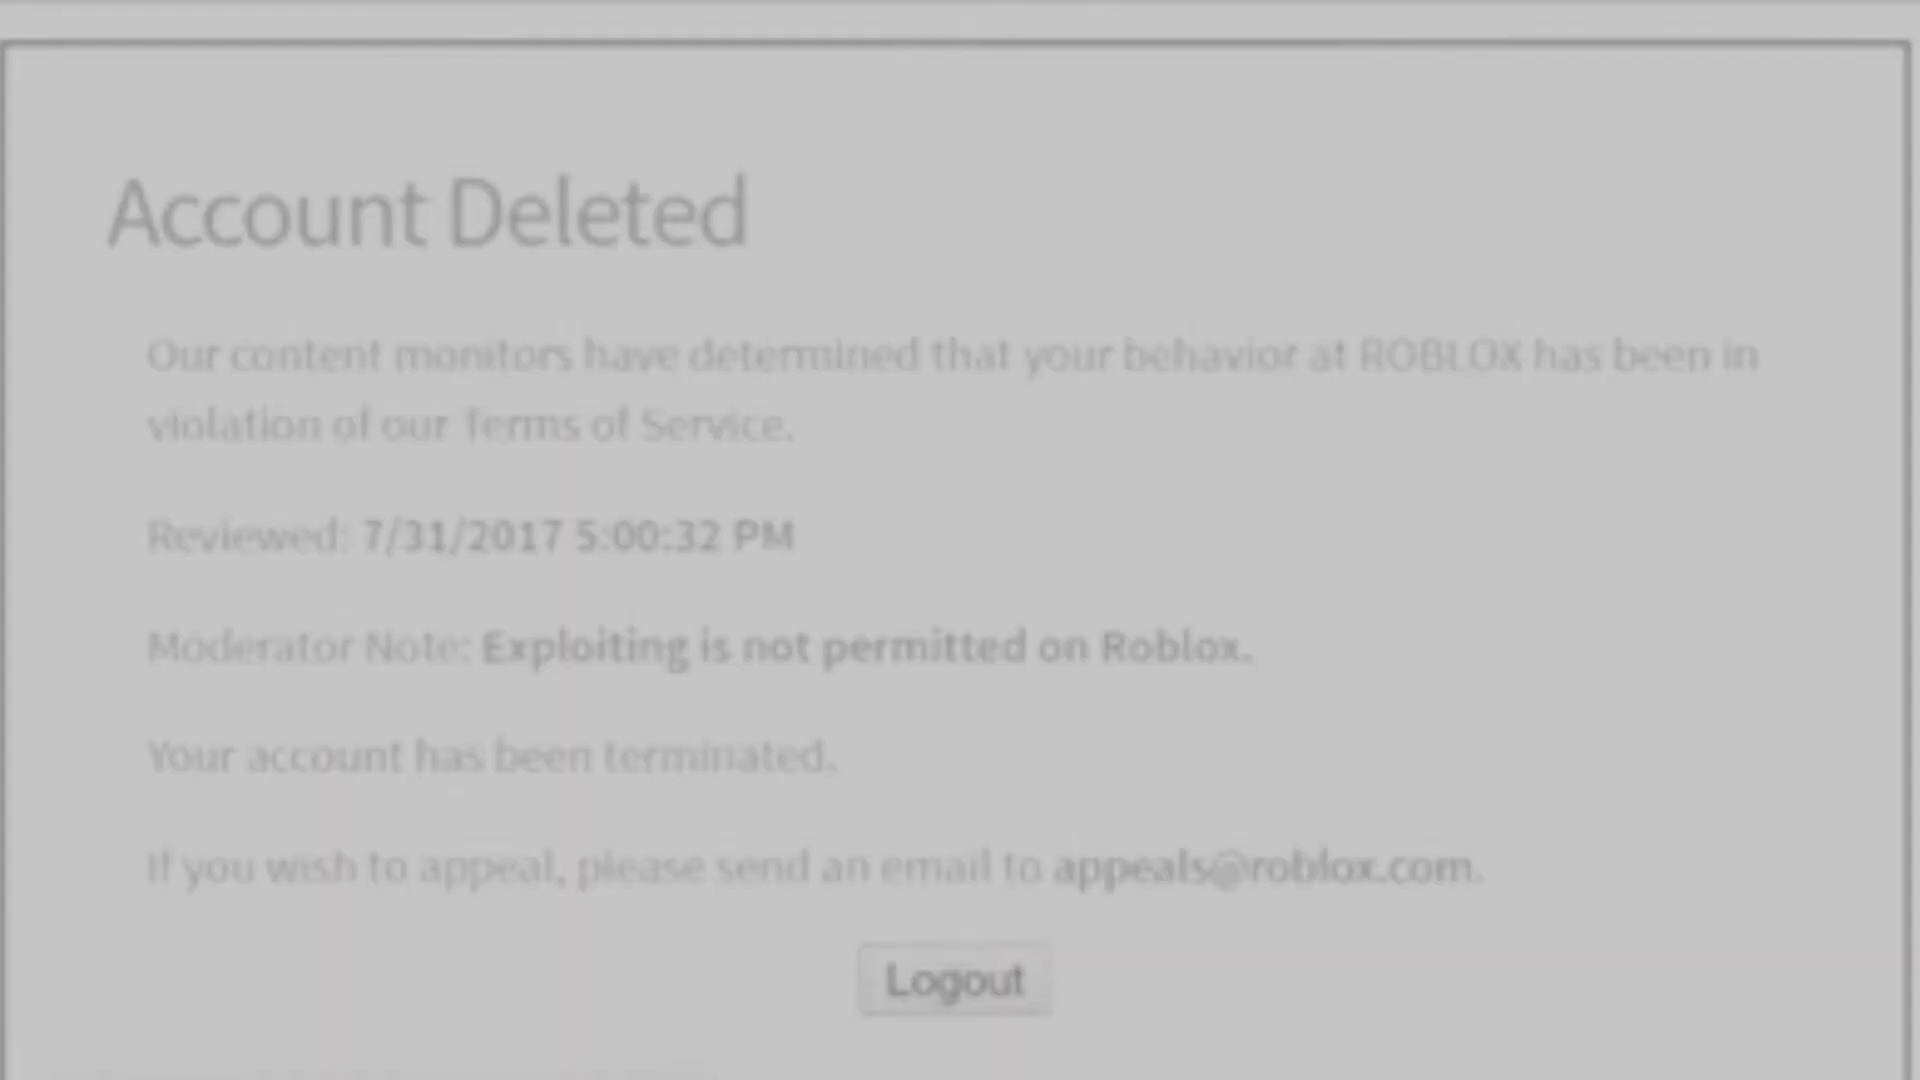 Account Deleted
Our content monitors have determined that your behavior at ROBLOX has been in
violation of our Terms of Service.
Reviewed: 7/31/2017 5:00:32 PM
Moderator Note: Exploiting is not permitted on Roblox.
Your account has been terminated.
If you wish to appeal, please send an email to appeals@roblox.com.
Logout